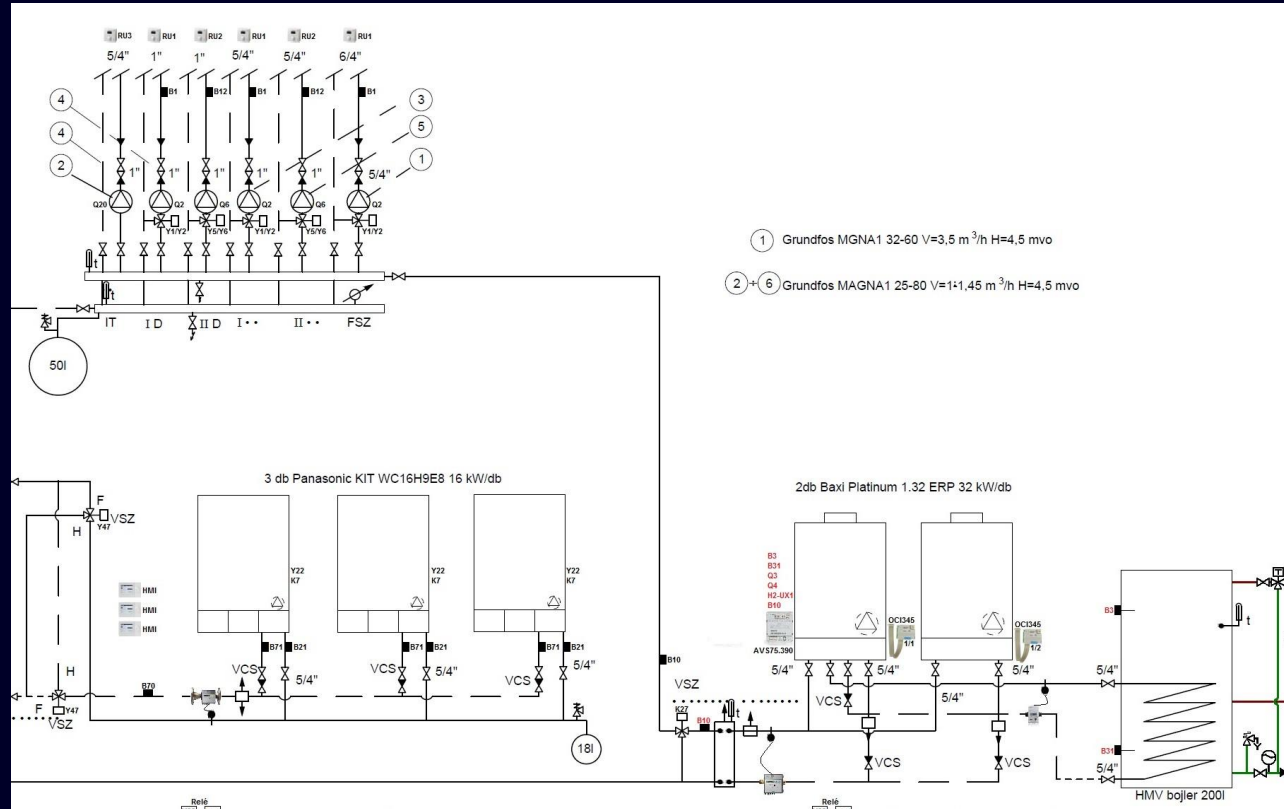 RU3 RU1 RU2 RU1 RU2 RU1
5/4" 1" 1" 5/4" 5/4" 6/4"
B1 B12 B1 B12 B1
4
3
4
5
2
1
1" 1" 1" 1" 1" 5/4"
Q20 Q2 Q6 Q2 Q6 Q2
Y1/Y2 Y5/Y6 Y1/Y2 Y5/Y6 Y1/Y2
1 Grundfos MGNA1 32-60 V=3,5 m³/h H=4,5 mvo
2÷6 Grundfos MAGNA1 25-80 V=1÷1,45 m³/h H=4,5 mvo
t
t
IT I D II D I •• II •• FSZ
50l
3 db Panasonic KIT WC16H9E8 16 kW/db
2db Baxi Platinum 1.32 ERP 32 kW/db
F
VSZ
Y47
H
HMI
HMI
HMI
Y22
K7
Y22
K7
Y22
K7
B3
B31
Q3
Q4
H2-UX1
B10
AVS75.390
OCI345
1/1
OCI345
1/2
B3
t
T
B71 B21 B71 B21 B71 B21
VCS 5/4" VCS 5/4" VCS 5/4"
H
B70
F
Y47
VSZ
18l
B10
VSZ
K27
B10
t
5/4" 5/4" 5/4" 5/4" 5/4"
VCS
VCS
VCS
B31
5/4"
HMV bojler 200l
Relé
Relé